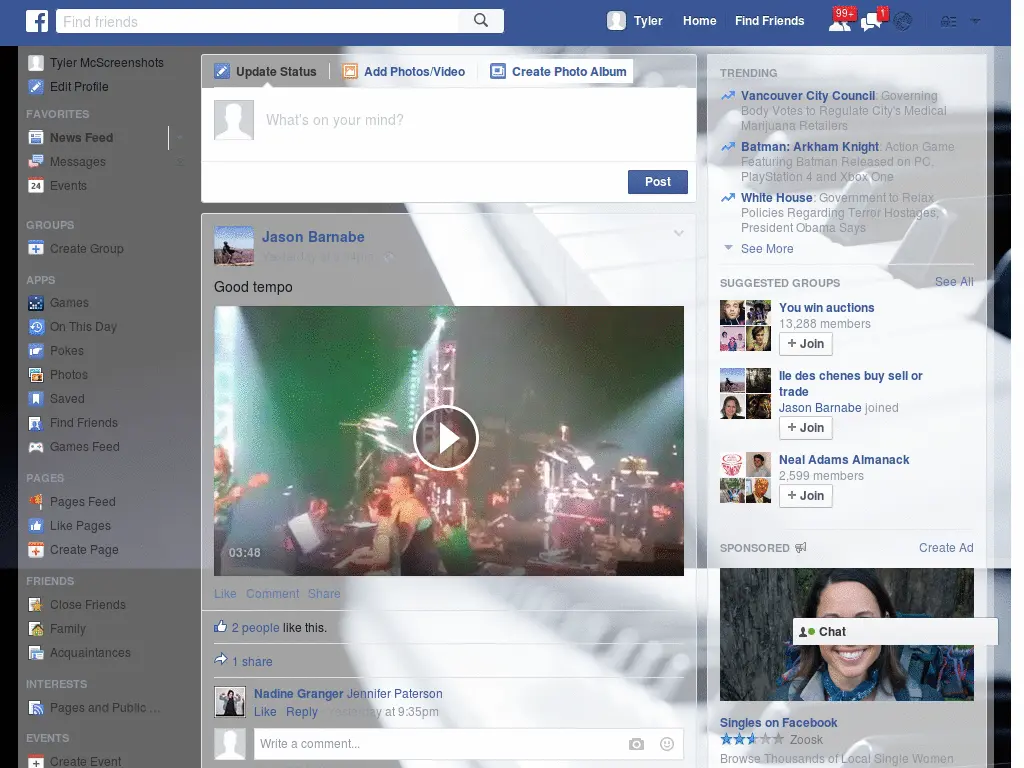 Find friends
Tyler
Home
Find Friends
99+
1
Tyler McScreenshots
Edit Profile
FAVORITES
News Feed
Messages
24
Events
GROUPS
Create Group
APPS
Games
On This Day
Pokes
Photos
Saved
Find Friends
Games Feed
PAGES
Pages Feed
Like Pages
Create Page
FRIENDS
Close Friends
Family
Acquaintances
INTERESTS
Pages and Public ...
EVENTS
Create Event
Update Status
Add Photos/Video
Create Photo Album
What's on your mind?
Post
Jason Barnabe
Good tempo
03:48
Like Comment Share
2 people like this.
1 share
Nadine Granger Jennifer Paterson
Like Reply Yesterday at 9:35pm
Write a comment...
TRENDING
Vancouver City Council: Governing
Body Votes to Regulate City's Medical
Marijuana Retailers
Batman: Arkham Knight: Action Game
Featuring Batman Released on PC,
PlayStation 4 and Xbox One
White House: Government to Relax
Policies Regarding Terror Hostages,
President Obama Says
See More
SUGGESTED GROUPS
See All
You win auctions
13,288 members
+ Join
Ile des chenes buy sell or
trade
Jason Barnabe joined
+ Join
Neal Adams Almanack
2,599 members
+ Join
SPONSORED
Create Ad
Chat
Singles on Facebook
Zoosk
Browse Thousands of Local Single Women